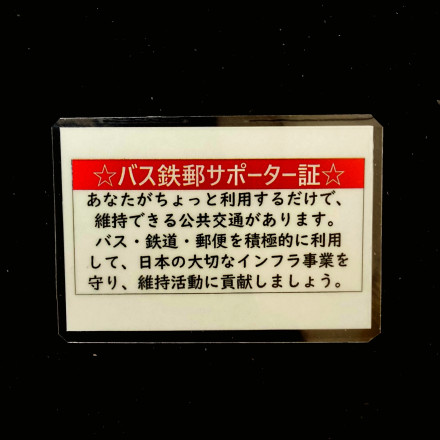 ☆バス鉄郵サポーター証☆
あなたがちょっと利用するだけで、
維持できる公共交通があります。
バス・鉄道・郵便を積極的に利用
して、日本の大切なインフラ事業を
守り、維持活動に貢献しましょう。